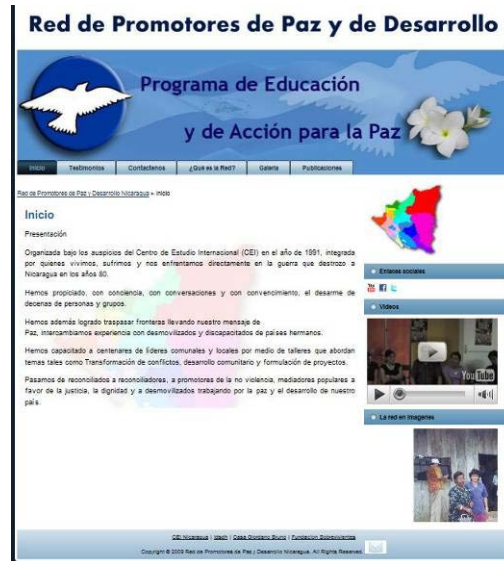 Red de Promotores de Paz y de Desarrollo
Programa de Educación
y de Acción para la Paz
Inicio Testimonios Contactenos ¿Qué es la Red? Galeria Publicaciones
Red de Promotores de Paz y Desarrollo Nicaragua » Inicio
Inicio
Presentación
Organizada bajo los auspicios del Centro de Estudio Internacional (CEI) en el año de 1991, integrada
por quienes vivimos, sufrimos y nos enfrentamos directamente en la guerra que destrozo a
Nicaragua en los años 80.
Hemos propiciado, con conciencia, con conversaciones y con convencimiento, el desarme de
decenas de personas y grupos.
Hemos además logrado traspasar fronteras llevando nuestro mensaje de
Paz, intercambiamos experiencia con desmovilizados y discapacitados de países hermanos.
Hemos capacitado a centenares de líderes comunales y locales por medio de talleres que abordan
temas tales como Transformación de conflictos, desarrollo comunitario y formulación de proyectos.
Pasamos de reconciliados a reconciliadores, a promotores de la no violencia, mediadores populares a
favor de la justicia, la dignidad y a desmovilizados trabajando por la paz y el desarrollo de nuestro
país.
Enlaces sociales
Videos
YouTube
La red en imagenes
CEI Nicaragua | | Casa Giordano Bruno | Fundacion Sobrevivientes
Copyright © 2009 Red de Promotores de Paz y Desarrollo Nicaragua. All Rights Reserved.